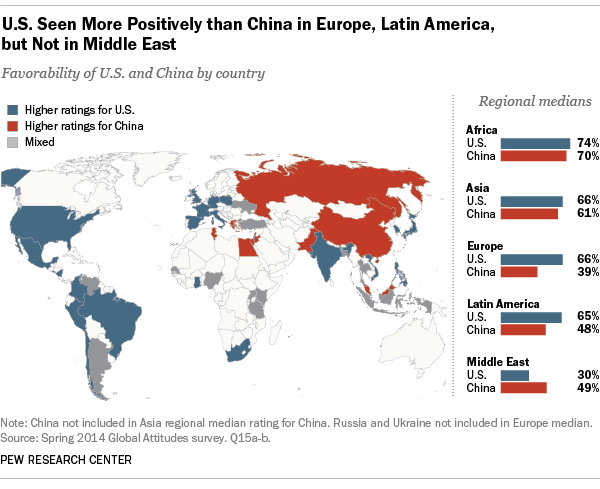 U.S. Seen More Positively than China in Europe, Latin America,
but Not in Middle East
Favorability of U.S. and China by country
Higher ratings for U.S.
Higher ratings for China
Mixed
Regional medians
Africa
U.S. 74%
China 70%
Asia
U.S. 66%
China 61%
Europe
U.S. 66%
China 39%
Latin America
U.S. 65%
China 48%
Middle East
U.S. 30%
China 49%
Note: China not included in Asia regional median rating for China. Russia and Ukraine not included in Europe median.
Source: Spring 2014 Global Attitudes survey. Q15a-b.
PEW RESEARCH CENTER